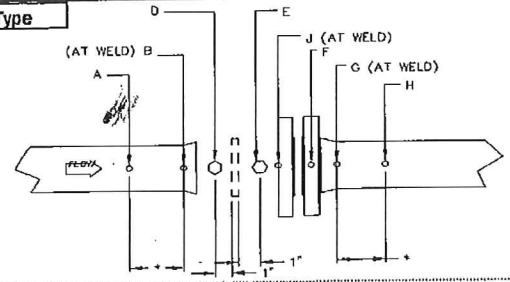 Type
D
E
(AT WELD) B
J (AT WELD)
F
A
G (AT WELD)
H
FLOW
1"
*
1"
*